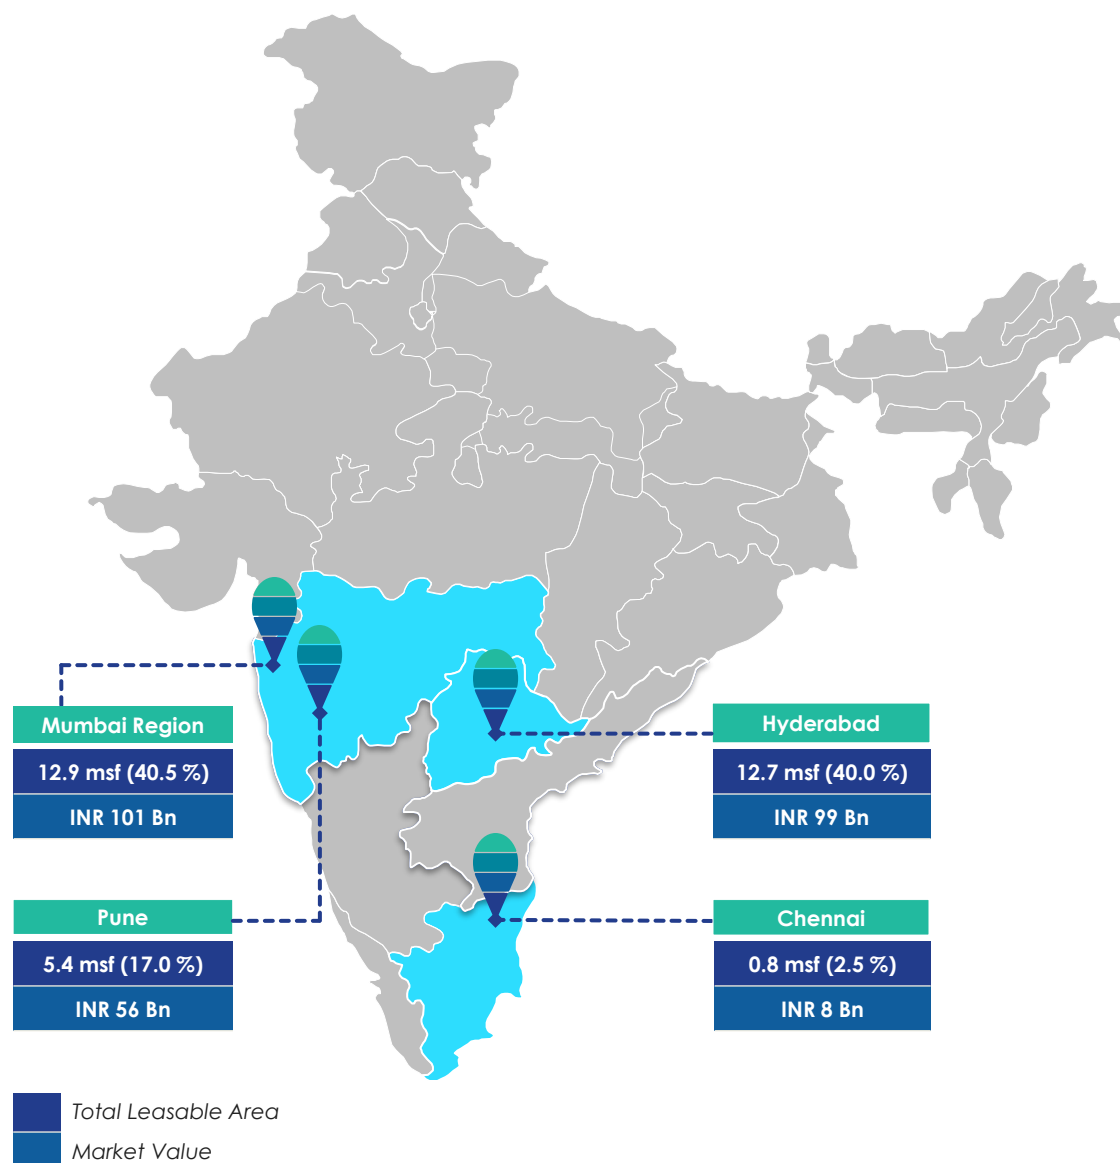 Mumbai Region
12.9 msf (40.5 %)
INR 101 Bn
Hyderabad
12.7 msf (40.0 %)
INR 99 Bn
Pune
5.4 msf (17.0 %)
INR 56 Bn
Chennai
0.8 msf (2.5 %)
INR 8 Bn
Total Leasable Area
Market Value